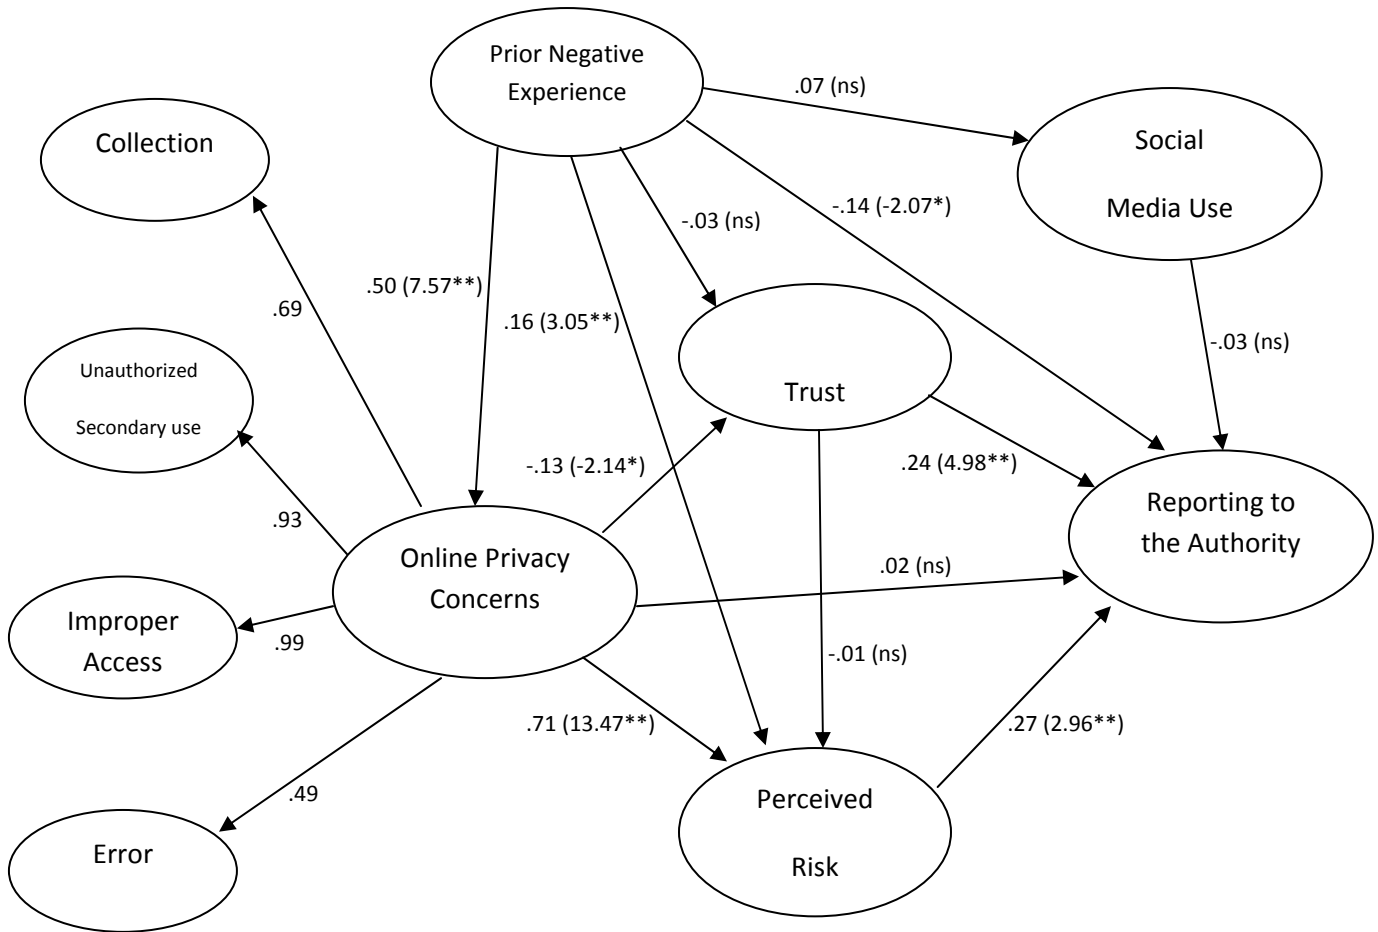 Prior Negative
Experience
.07 (ns)
Collection
Social
Media Use
-.14 (-2.07*)
-.03 (ns)
.50 (7.57**)
.69
.16 (3.05**)
-.03 (ns)
Unauthorized
Secondary use
Trust
-.13 (-2.14*)
.24 (4.98**)
.93
Reporting to
the Authority
Online Privacy
Concerns
.02 (ns)
Improper
Access
.99
-.01 (ns)
.71 (13.47**)
.27 (2.96**)
.49
Perceived
Risk
Error